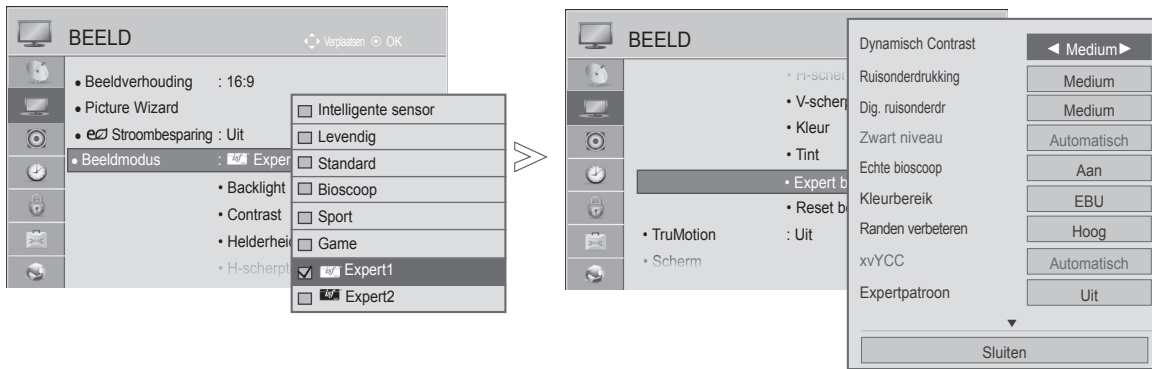 BEELD
Verplaatsen OK
• Beeldverhouding : 16:9
• Picture Wizard
• Stroombesparing : Uit
• Beeldmodus : Exper
• Backlight
• Contrast
• Helderhei
• H-scherpt
Intelligente sensor
Levendig
Standard
Bioscoop
Sport
Game
Expert1
Expert2
BEELD
• H-scher
• V-scherp
• Kleur
• Tint
• Expert b
• Reset be
• TruMotion : Uit
• Scherm
Dynamisch Contrast ◄ Medium►
Ruisonderdrukking Medium
Dig. ruisonderdr Medium
Zwart niveau Automatisch
Echte bioscoop Aan
Kleurbereik EBU
Randen verbeteren Hoog
xvYCC Automatisch
Expertpatroon Uit
▼
Sluiten